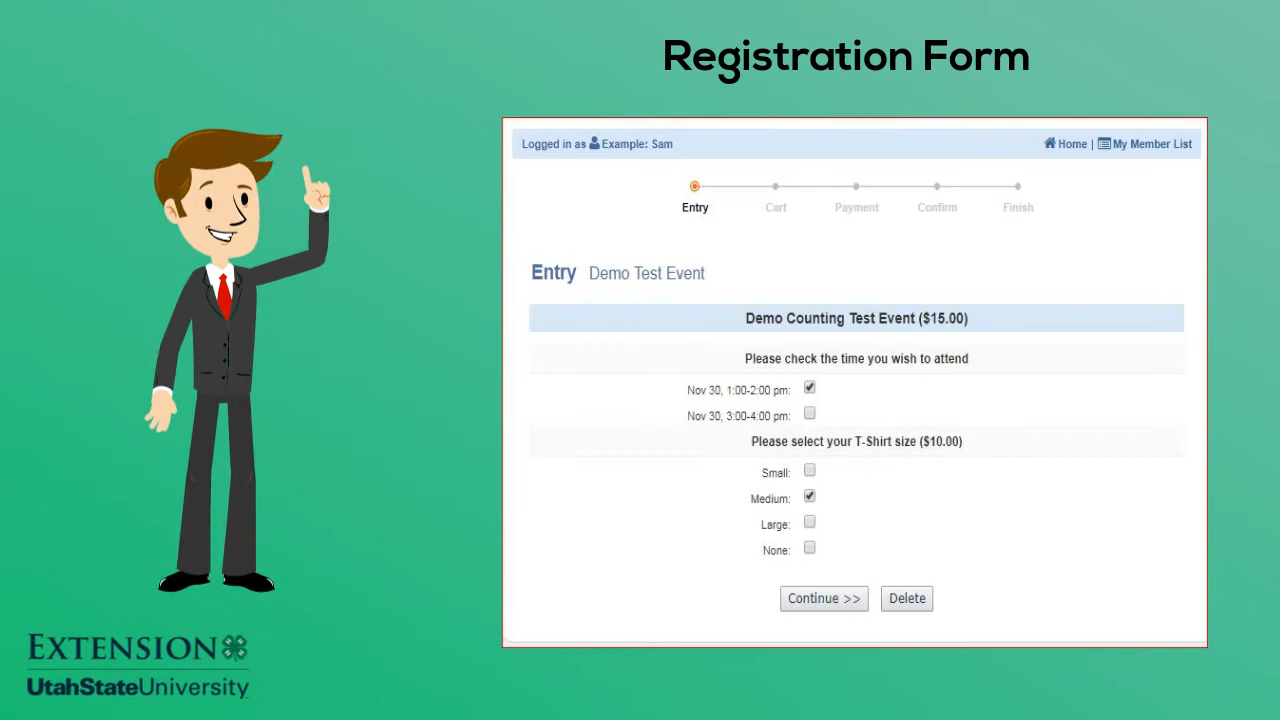 Registration Form
Logged in as Example: Sam
Home | My Member List
Entry Cart Payment Confirm Finish
Entry Demo Test Event
Demo Counting Test Event ($15.00)
Please check the time you wish to attend
Nov 30, 1:00-2:00 pm:
Nov 30, 3:00-4:00 pm:
Please select your T-Shirt size ($10.00)
Small:
Medium:
Large:
None:
Continue >> Delete
EXTENSION
UtahStateUniversity